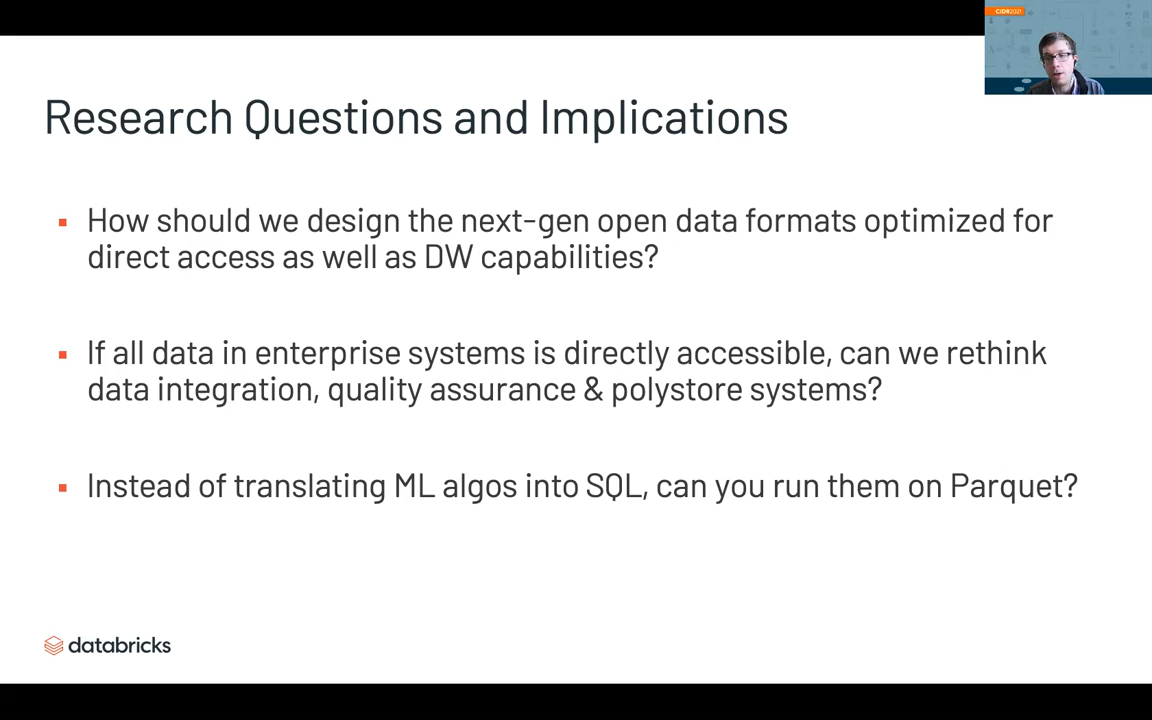 CIDR2021
Research Questions and Implications
▪ How should we design the next-gen open data formats optimized for
direct access as well as DW capabilities?
▪ If all data in enterprise systems is directly accessible, can we rethink
data integration, quality assurance & polystore systems?
▪ Instead of translating ML algos into SQL, can you run them on Parquet?
databricks